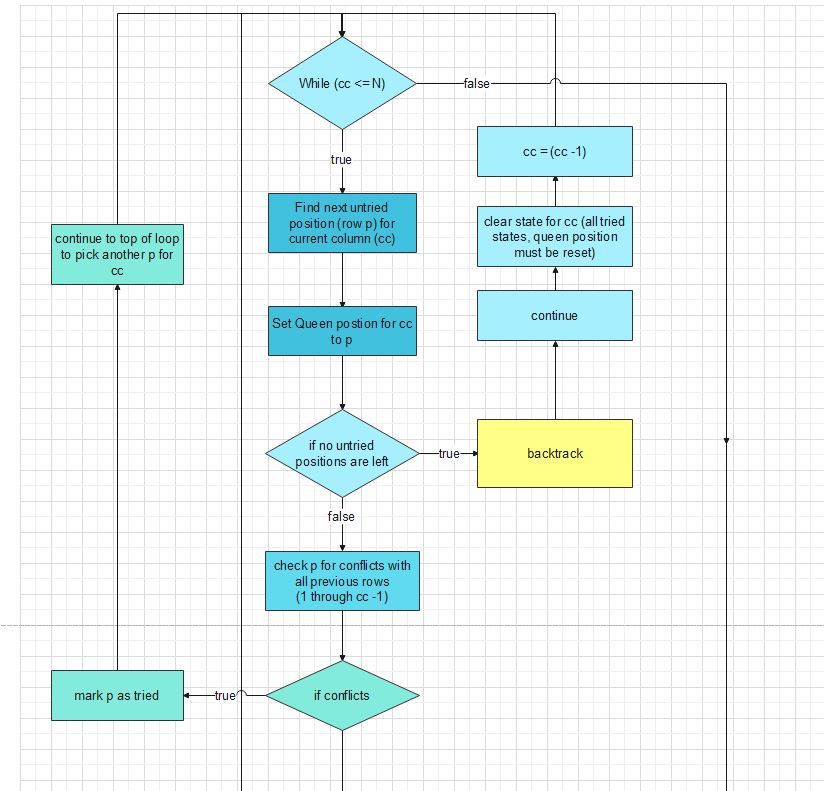 While (cc <= N)
false
true
cc = (cc -1)
Find next untried
position (row p) for
current column (cc)
clear state for cc (all tried
states, queen position
must be reset)
continue to top of loop
to pick another p for
cc
continue
Set Queen postion for cc
to p
if no untried
positions are left
true
backtrack
false
check p for conflicts with
all previous rows
(1 through cc -1)
mark p as tried
true
if conflicts